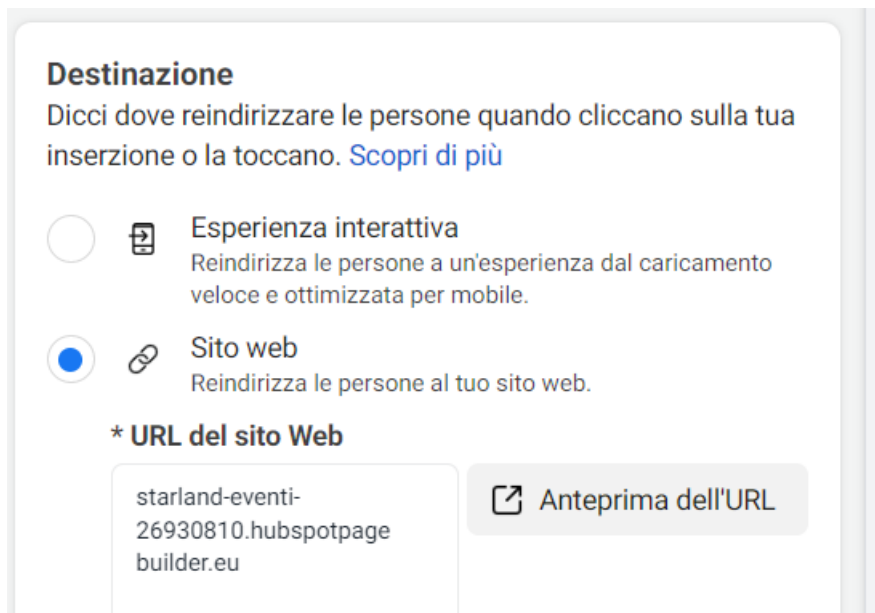 Destinazione
Dicci dove reindirizzare le persone quando cliccano sulla tua
inserzione o la toccano. Scopri di più
Esperienza interattiva
Reindirizza le persone a un'esperienza dal caricamento
veloce e ottimizzata per mobile.
Sito web
Reindirizza le persone al tuo sito web.
* URL del sito Web
starland-eventi-
26930810.hubspotpage
builder.eu
Anteprima dell'URL